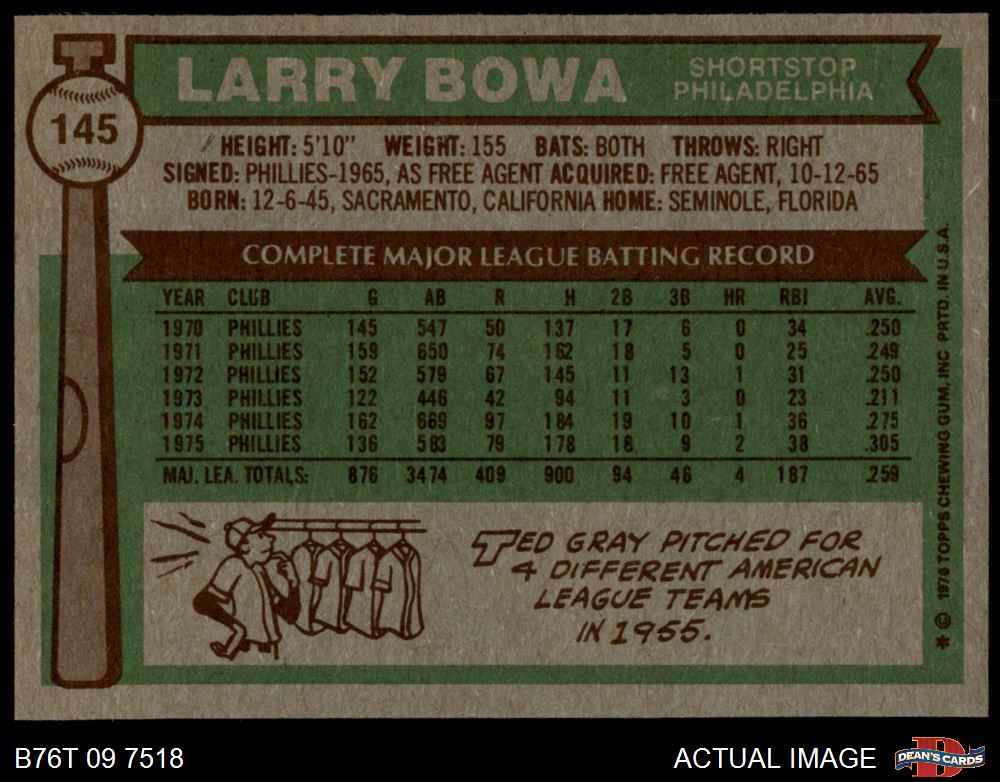 145
LARRY BOWA
SHORTSTOP
PHILADELPHIA
HEIGHT: 5'10" WEIGHT: 155 BATS: BOTH THROWS: RIGHT
SIGNED: PHILLIES-1965, AS FREE AGENT ACQUIRED: FREE AGENT, 10-12-65
BORN: 12-6-45, SACRAMENTO, CALIFORNIA HOME: SEMINOLE, FLORIDA
COMPLETE MAJOR LEAGUE BATTING RECORD
YEAR CLUB G AB R H 2B 3B HR RBI AVG.
1970 PHILLIES 145 547 50 137 17 6 0 34 .250
1971 PHILLIES 159 650 74 162 18 5 0 25 .249
1972 PHILLIES 152 579 67 145 11 13 1 31 .250
1973 PHILLIES 122 446 42 94 11 3 0 23 .211
1974 PHILLIES 162 669 97 184 19 10 1 36 .275
1975 PHILLIES 136 583 79 178 18 9 2 38 .305
MAJ. LEA. TOTALS: 876 3474 409 900 94 46 4 187 .259
TED GRAY PITCHED FOR
4 DIFFERENT AMERICAN
LEAGUE TEAMS
IN 1955.
* © 1976 TOPPS CHEWING GUM, INC PRTD. IN U.S.A.
B76T 09 7518
ACTUAL IMAGE
D
DEAN'S CARDS